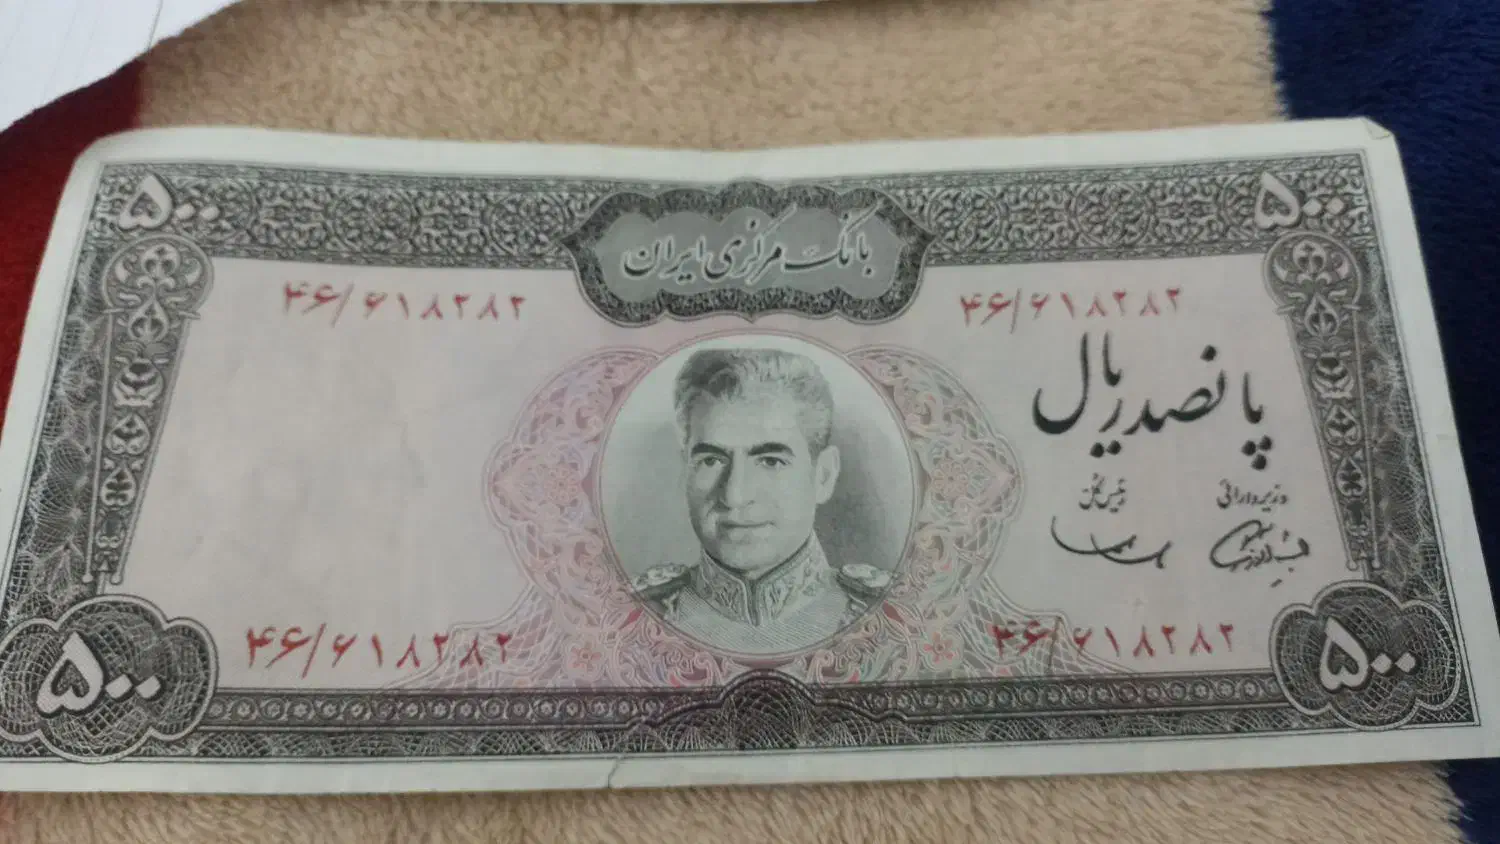 ۵۰۰
۵۰۰
بانک مرکزی ایران
۴۶/۶۱۸۲۸۲
۴۶/۶۱۸۲۸۲
پانصد ریال
وزیر دارائی
رئیس کل
۴۶/۶۱۸۲۸۲
۴۶/۶۱۸۲۸۲
۵۰۰
۵۰۰